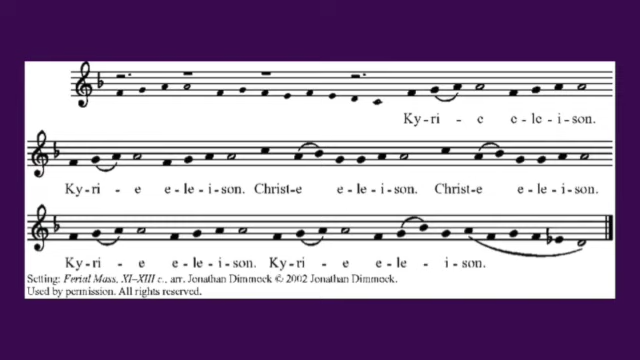 Ky - ri - e e - le - i - son.
Ky - ri - e e - le - i - son. Christ-e e - le - i - son. Christ-e e - le - i - son.
Ky - ri - e e - le - i - son. Ky - ri - e e - le - i - son.
Setting: Ferial Mass, XI–XIII c., arr. Jonathan Dimmock © 2002 Jonathan Dimmock.
Used by permission. All rights reserved.